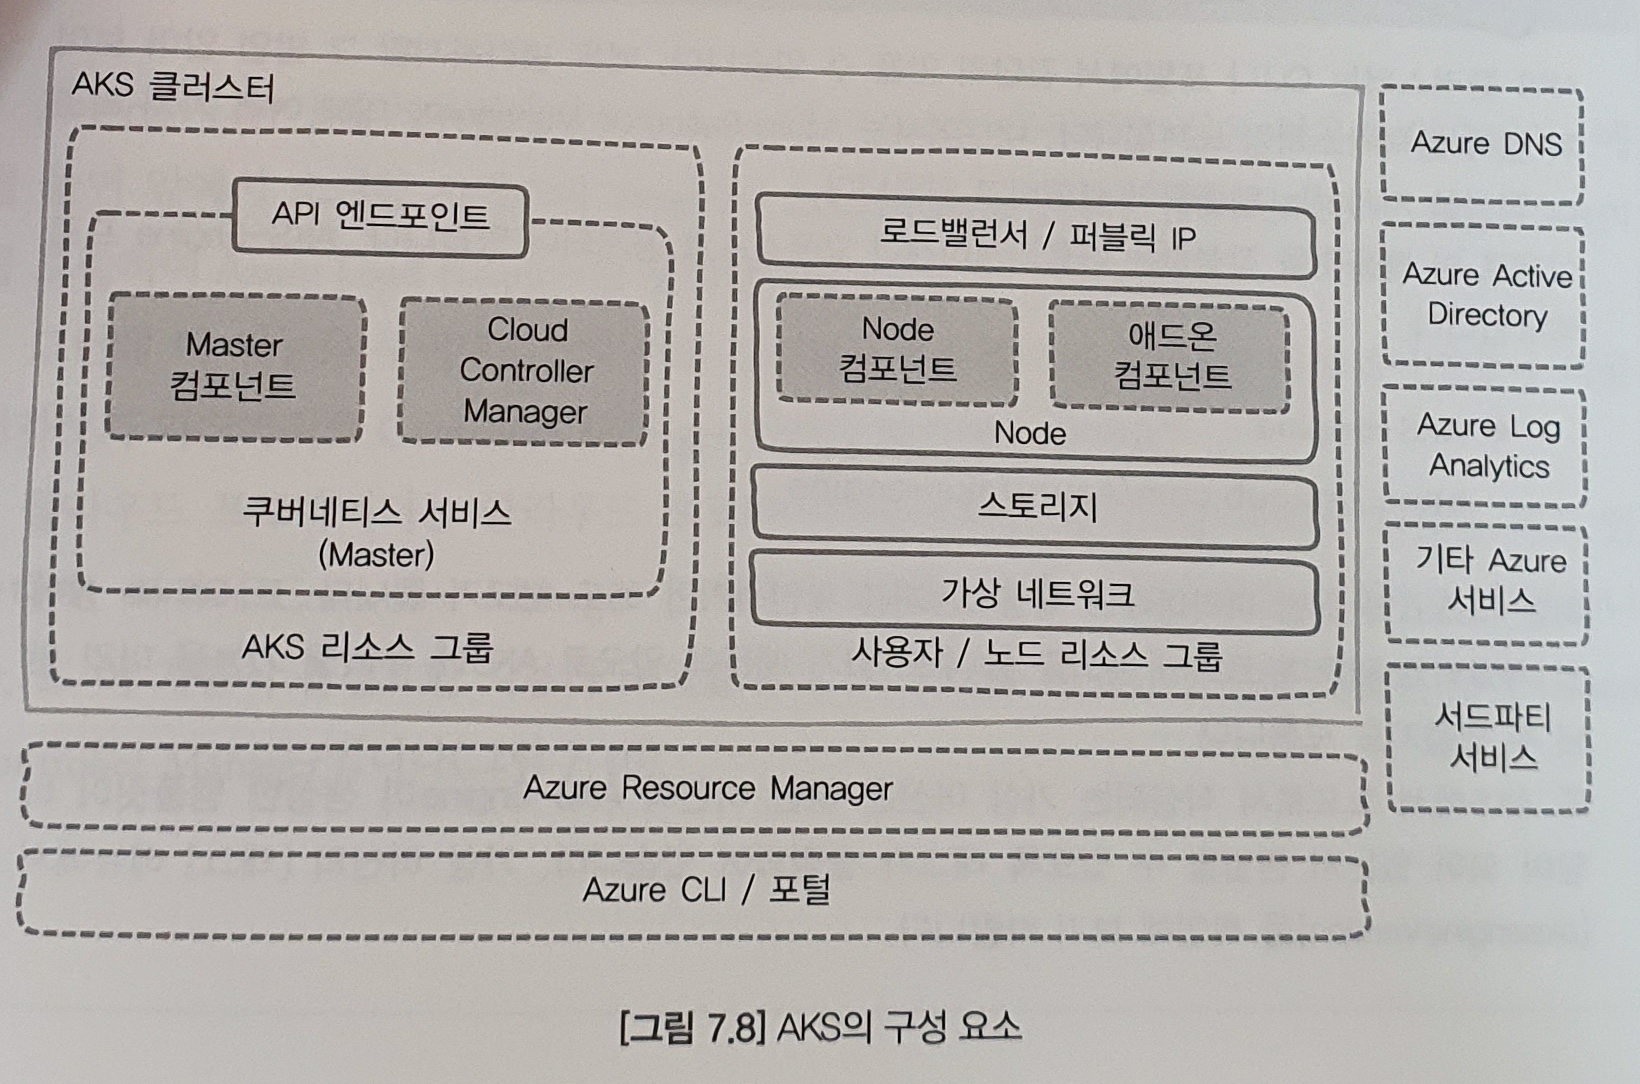 AKS 클러스터
API 엔드포인트
Master
컴포넌트
Cloud
Controller
Manager
쿠버네티스 서비스
(Master)
AKS 리소스 그룹
로드밸런서 / 퍼블릭 IP
Node
컴포넌트
애드온
컴포넌트
Node
스토리지
가상 네트워크
사용자 / 노드 리소스 그룹
Azure DNS
Azure Active
Directory
Azure Log
Analytics
기타 Azure
서비스
서드파티
서비스
Azure Resource Manager
Azure CLI / 포털
[그림 7.8] AKS의 구성 요소